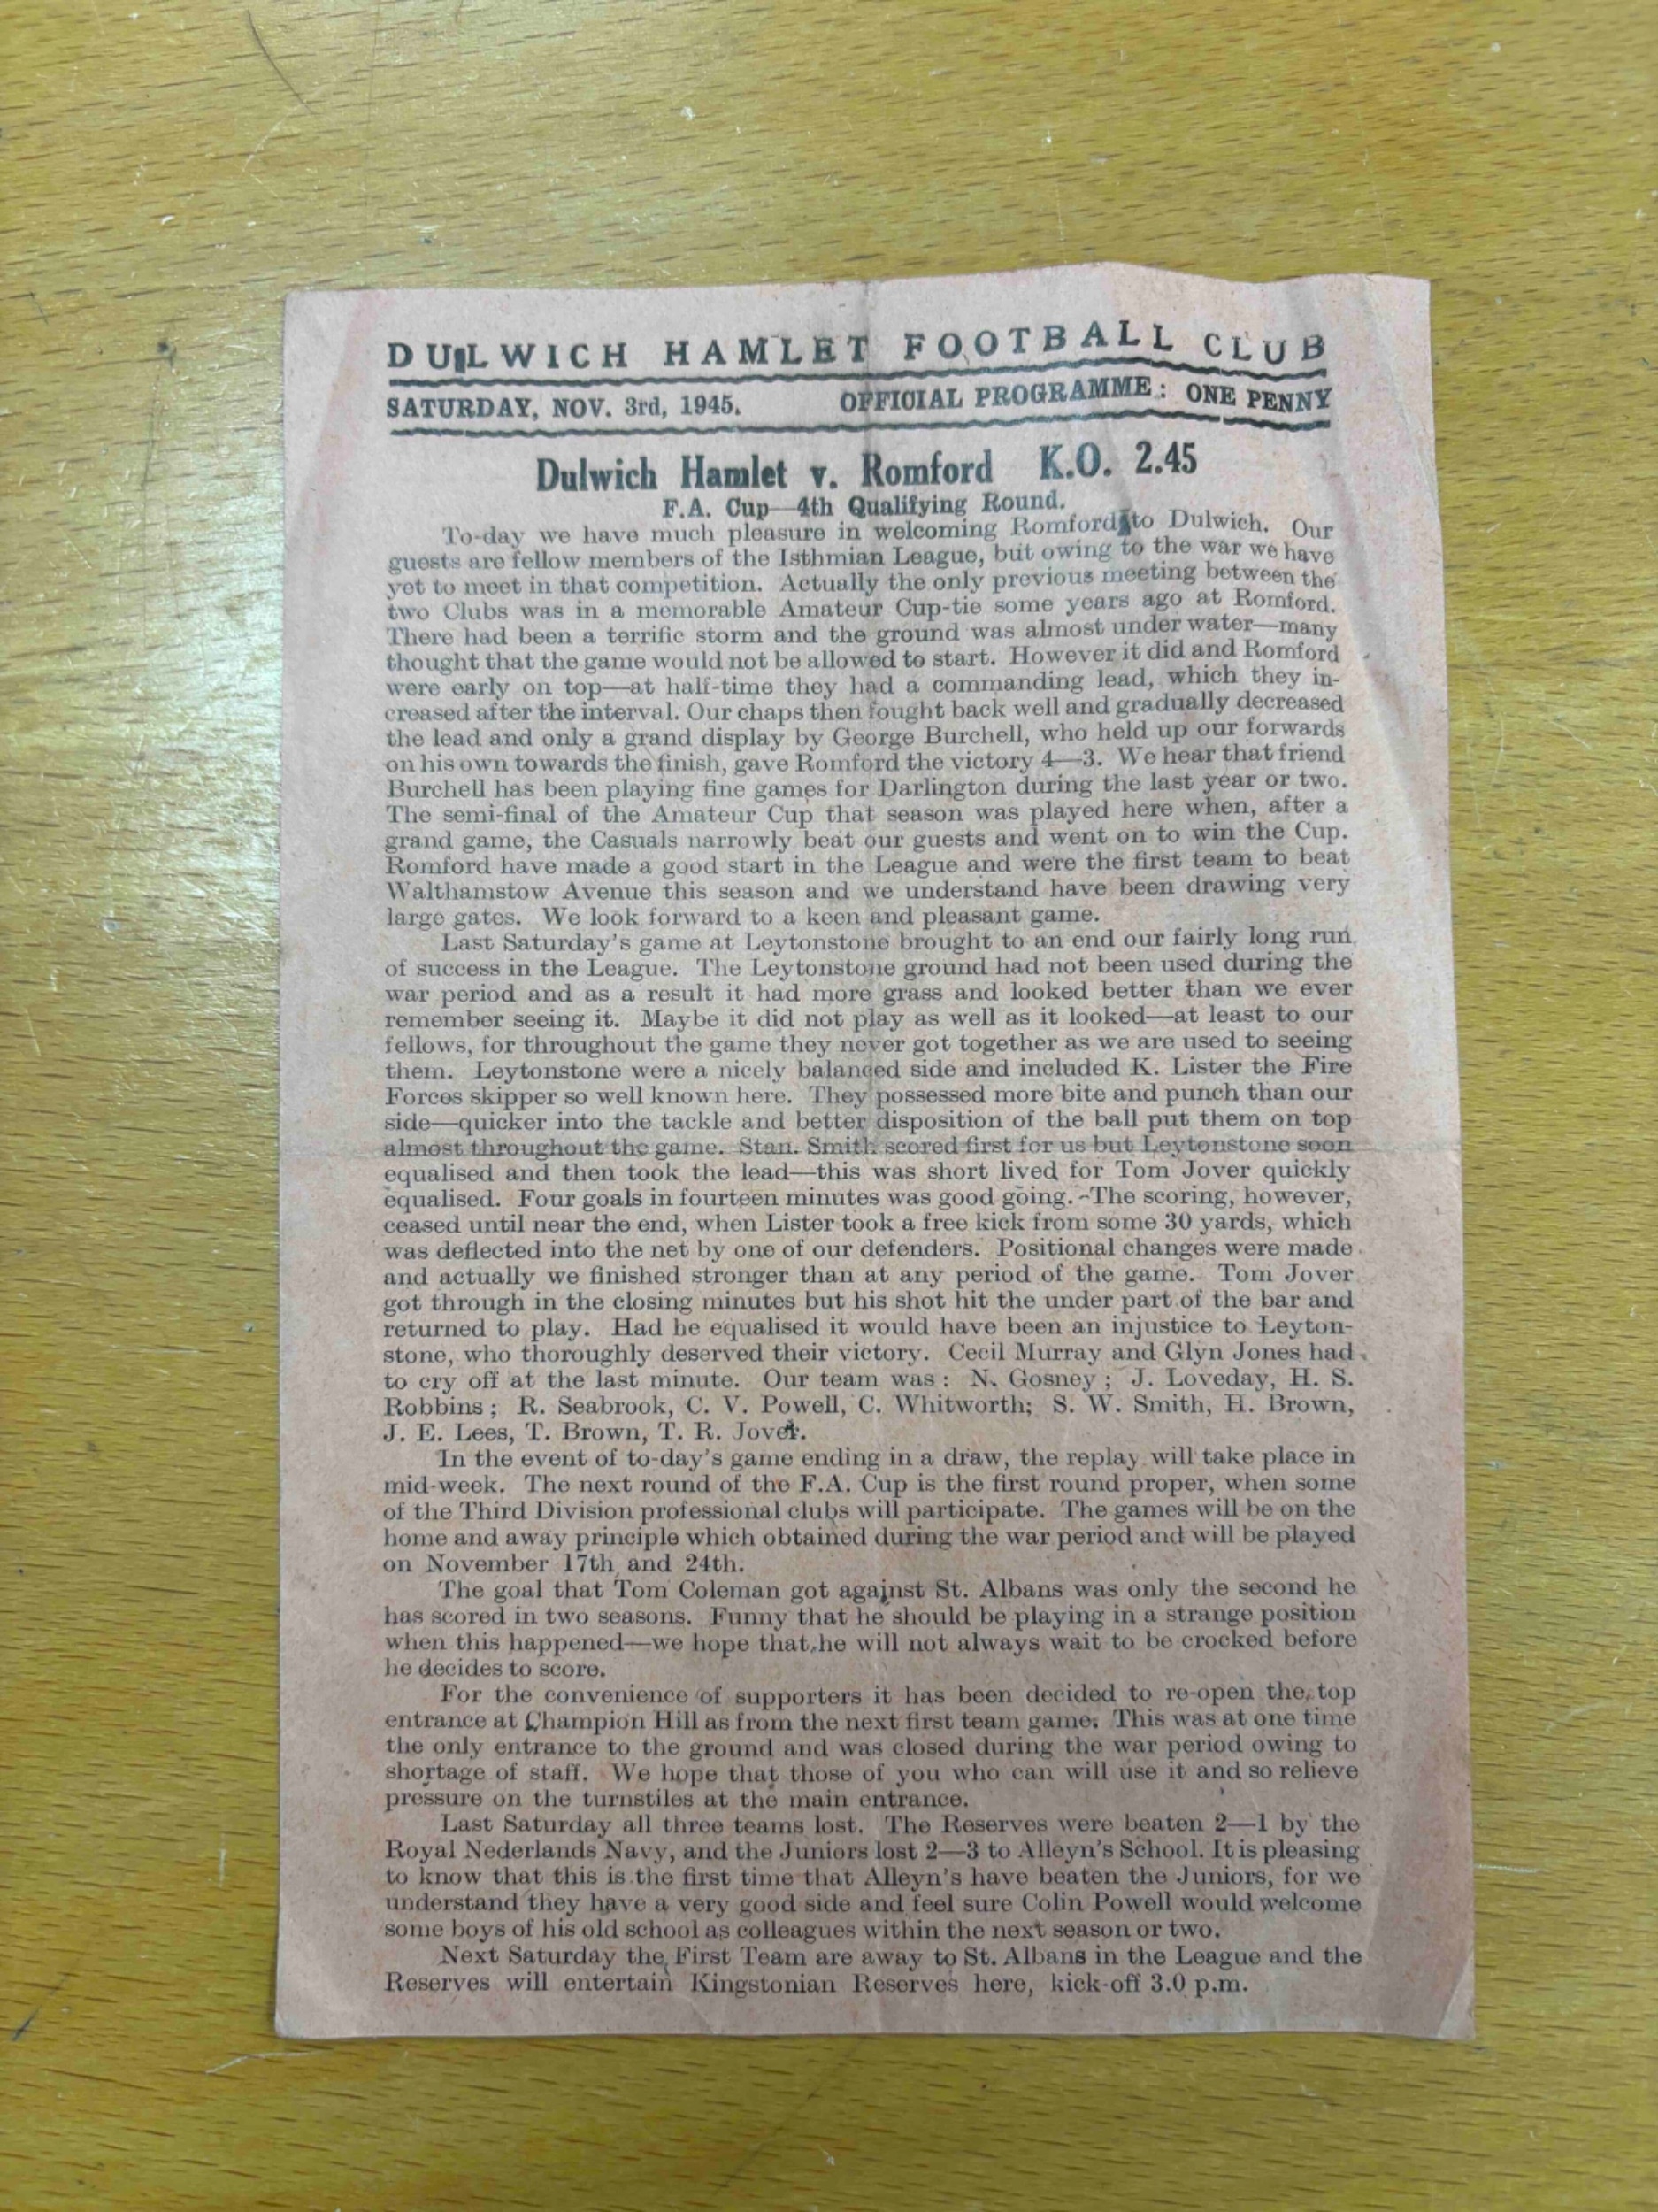 DULWICH HAMLET FOOTBALL CLUB
SATURDAY, NOV. 3rd, 1945. OFFICIAL PROGRAMME: ONE PENNY
Dulwich Hamlet v. Romford K.O. 2.45
F.A. Cup—4th Qualifying Round.
To-day we have much pleasure in welcoming Romford to Dulwich. Our
guests are fellow members of the Isthmian League, but owing to the war we have
yet to meet in that competition. Actually the only previous meeting between the
two Clubs was in a memorable Amateur Cup-tie some years ago at Romford.
There had been a terrific storm and the ground was almost under water—many
thought that the game would not be allowed to start. However it did and Romford
were early on top—at half-time they had a commanding lead, which they in-
creased after the interval. Our chaps then fought back well and gradually decreased
the lead and only a grand display by George Burchell, who held up our forwards
on his own towards the finish, gave Romford the victory 4—3. We hear that friend
Burchell has been playing fine games for Darlington during the last year or two.
The semi-final of the Amateur Cup that season was played here when, after a
grand game, the Casuals narrowly beat our guests and went on to win the Cup.
Romford have made a good start in the League and were the first team to beat
Walthamstow Avenue this season and we understand have been drawing very
large gates. We look forward to a keen and pleasant game.
Last Saturday's game at Leytonstone brought to an end our fairly long run
of success in the League. The Leytonstone ground had not been used during the
war period and as a result it had more grass and looked better than we ever
remember seeing it. Maybe it did not play as well as it looked—at least to our
fellows, for throughout the game they never got together as we are used to seeing
them. Leytonstone were a nicely balanced side and included K. Lister the Fire
Forces skipper so well known here. They possessed more bite and punch than our
side—quicker into the tackle and better disposition of the ball put them on top
almost throughout the game. Stan. Smith scored first for us but Leytonstone soon
equalised and then took the lead—this was short lived for Tom Jover quickly
equalised. Four goals in fourteen minutes was good going. The scoring, however,
ceased until near the end, when Lister took a free kick from some 30 yards, which
was deflected into the net by one of our defenders. Positional changes were made
and actually we finished stronger than at any period of the game. Tom Jover
got through in the closing minutes but his shot hit the under part of the bar and
returned to play. Had he equalised it would have been an injustice to Leyton-
stone, who thoroughly deserved their victory. Cecil Murray and Glyn Jones had
to cry off at the last minute. Our team was: N. Gosney; J. Loveday, H. S.
Robbins; R. Seabrook, C. V. Powell, C. Whitworth; S. W. Smith, H. Brown,
J. E. Lees, T. Brown, T. R. Jover.
In the event of to-day's game ending in a draw, the replay will take place in
mid-week. The next round of the F.A. Cup is the first round proper, when some
of the Third Division professional clubs will participate. The games will be on the
home and away principle which obtained during the war period and will be played
on November 17th and 24th.
The goal that Tom Coleman got against St. Albans was only the second he
has scored in two seasons. Funny that he should be playing in a strange position
when this happened—we hope that he will not always wait to be crocked before
he decides to score.
For the convenience of supporters it has been decided to re-open the top
entrance at Champion Hill as from the next first team game. This was at one time
the only entrance to the ground and was closed during the war period owing to
shortage of staff. We hope that those of you who can will use it and so relieve
pressure on the turnstiles at the main entrance.
Last Saturday all three teams lost. The Reserves were beaten 2—1 by the
Royal Nederlands Navy, and the Juniors lost 2—3 to Alleyn's School. It is pleasing
to know that this is the first time that Alleyn's have beaten the Juniors, for we
understand they have a very good side and feel sure Colin Powell would welcome
some boys of his old school as colleagues within the next season or two.
Next Saturday the First Team are away to St. Albans in the League and the
Reserves will entertain Kingstonian Reserves here, kick-off 3.0 p.m.